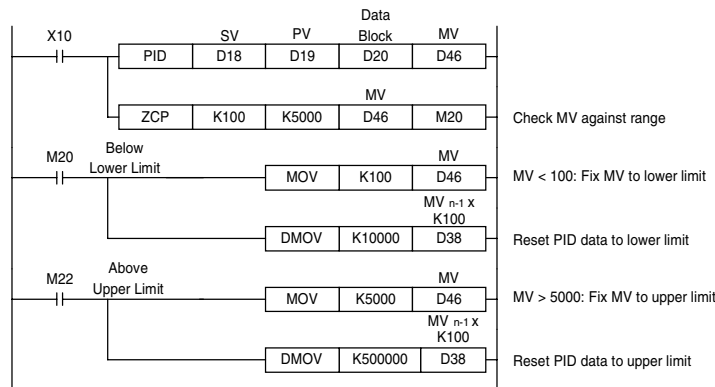 Data
X10 SV PV Block MV
PID D18 D19 D20 D46
MV
ZCP K100 K5000 D46 M20 Check MV against range
M20 Below
Lower Limit MV
MOV K100 D46 MV < 100: Fix MV to lower limit
MV n-1 x
K100
DMOV K10000 D38 Reset PID data to lower limit
M22 Above
Upper Limit MV
MOV K5000 D46 MV > 5000: Fix MV to upper limit
MV n-1 x
K100
DMOV K500000 D38 Reset PID data to upper limit